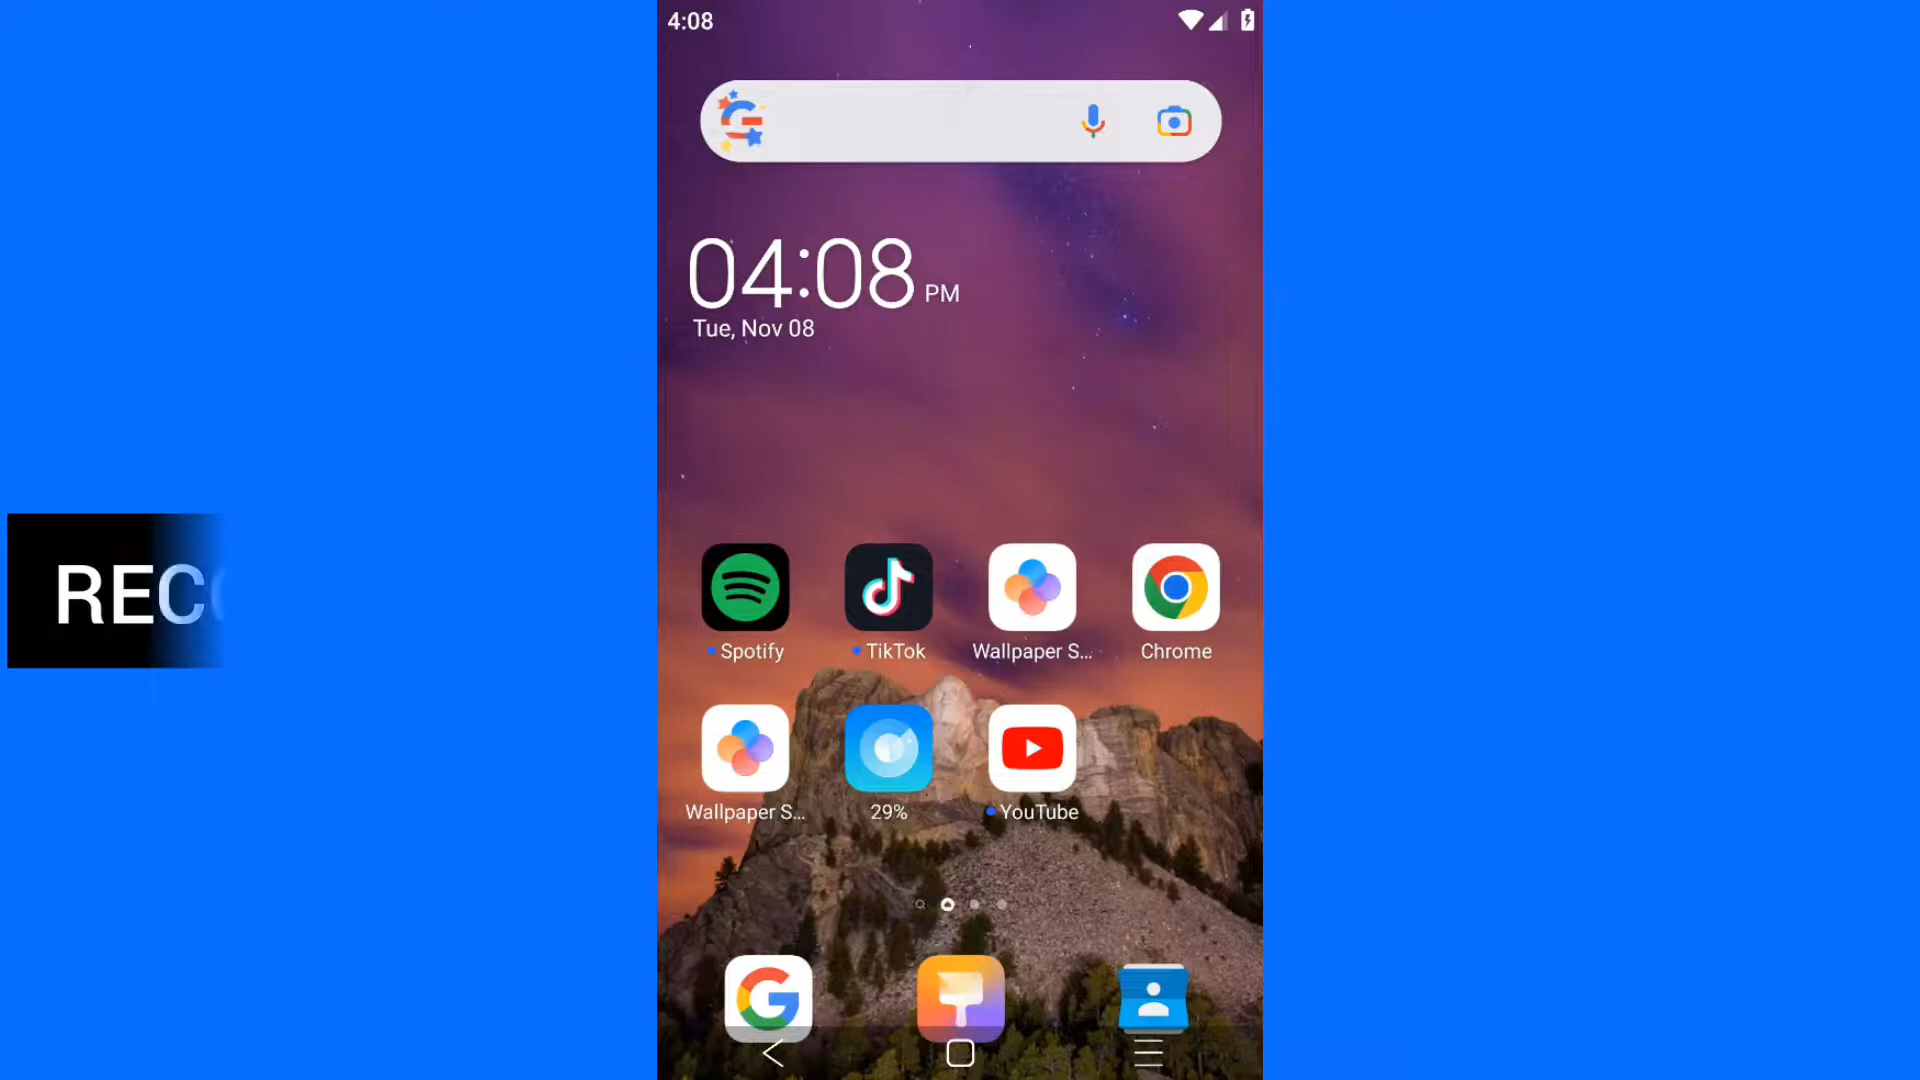 4:08
04:08 PM
Tue, Nov 08
REC
Spotify
TikTok
Wallpaper S...
Chrome
Wallpaper S...
29%
YouTube